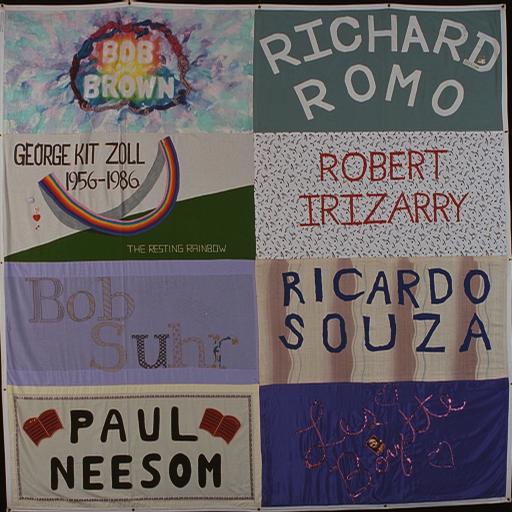 BOB
BROWN
RICHARD
ROMO
GEORGE KIT ZOLL
1956-1986
THE RESTING RAINBOW
ROBERT
IRIZARRY
Bob
Suhr
RICARDO
SOUZA
PAUL
NEESOM